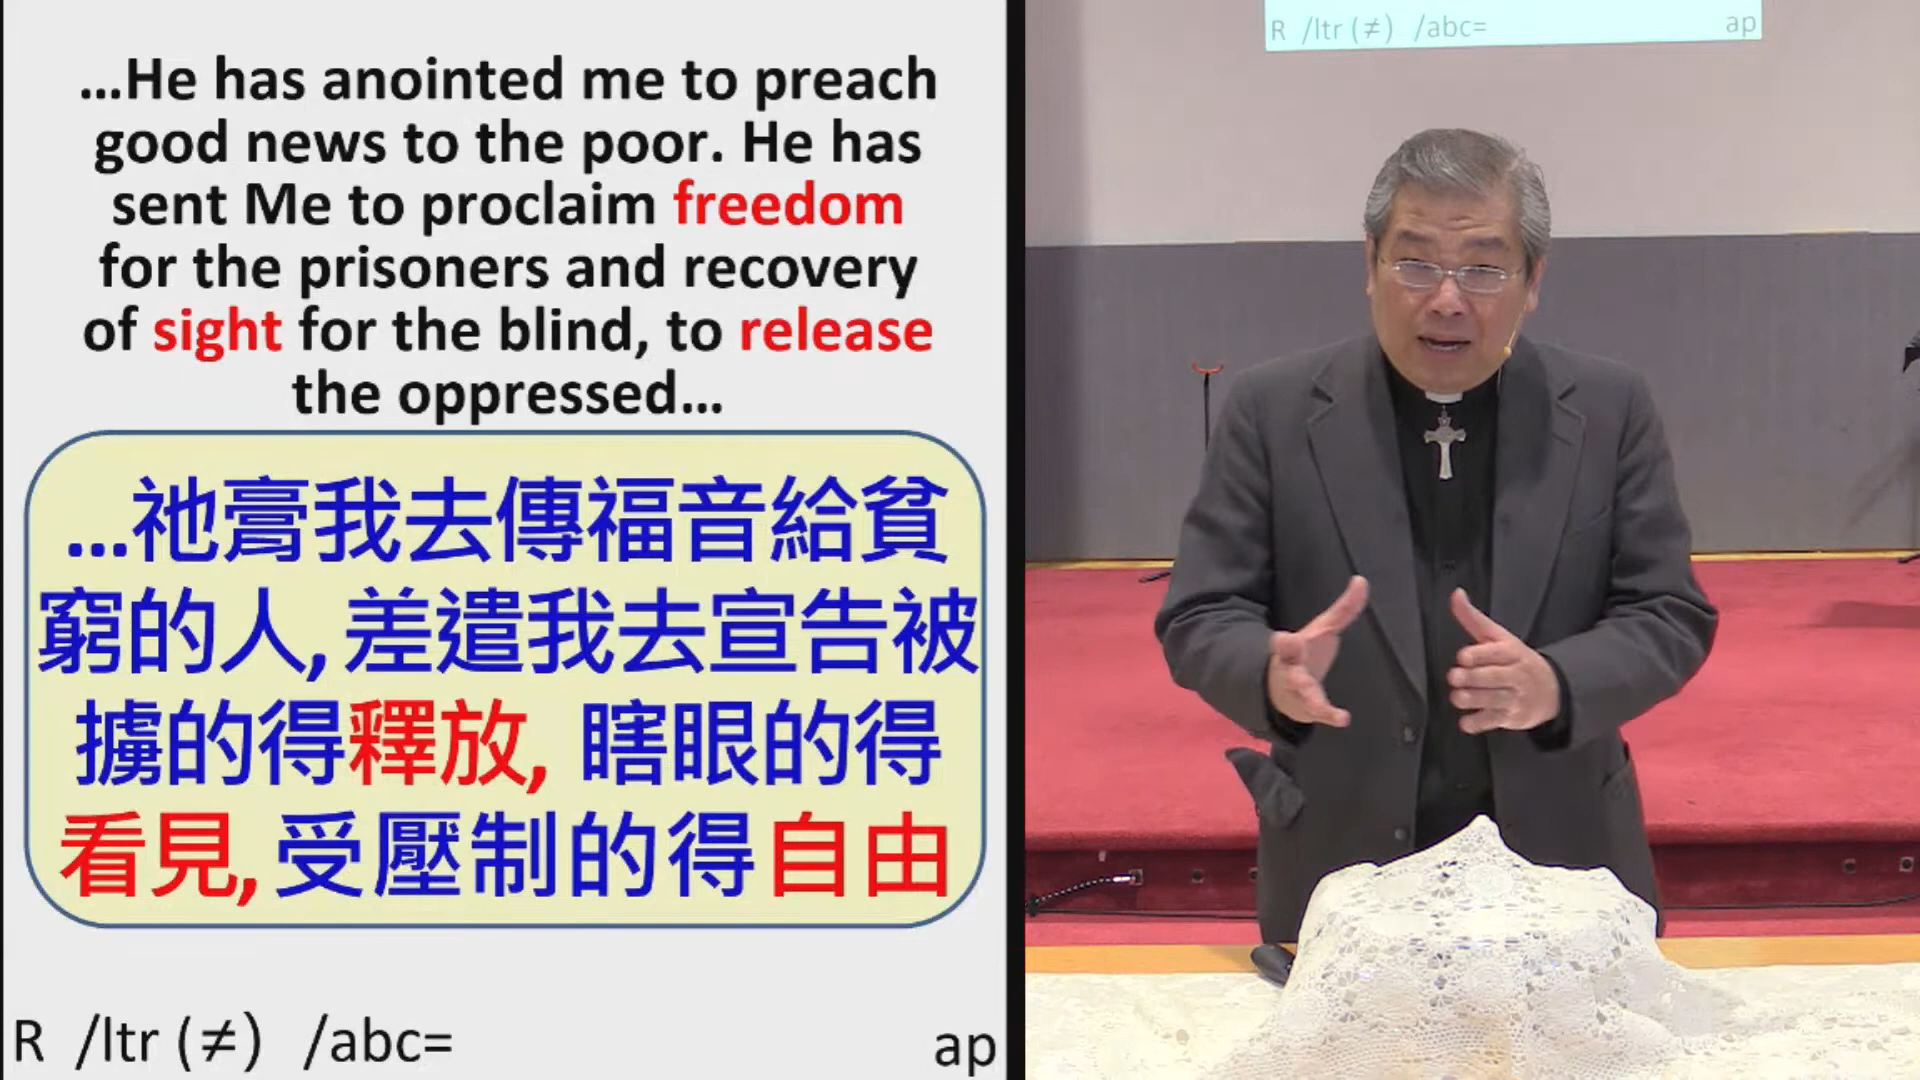 ...He has anointed me to preach
good news to the poor. He has
sent Me to proclaim freedom
for the prisoners and recovery
of sight for the blind, to release
the oppressed...
...祂膏我去傳福音給貧
窮的人,差遣我去宣告被
擄的得釋放, 瞎眼的得
看見,受壓制的得自由
R /ltr (≠) /abc= ap
R /ltr (≠) /abc= ap